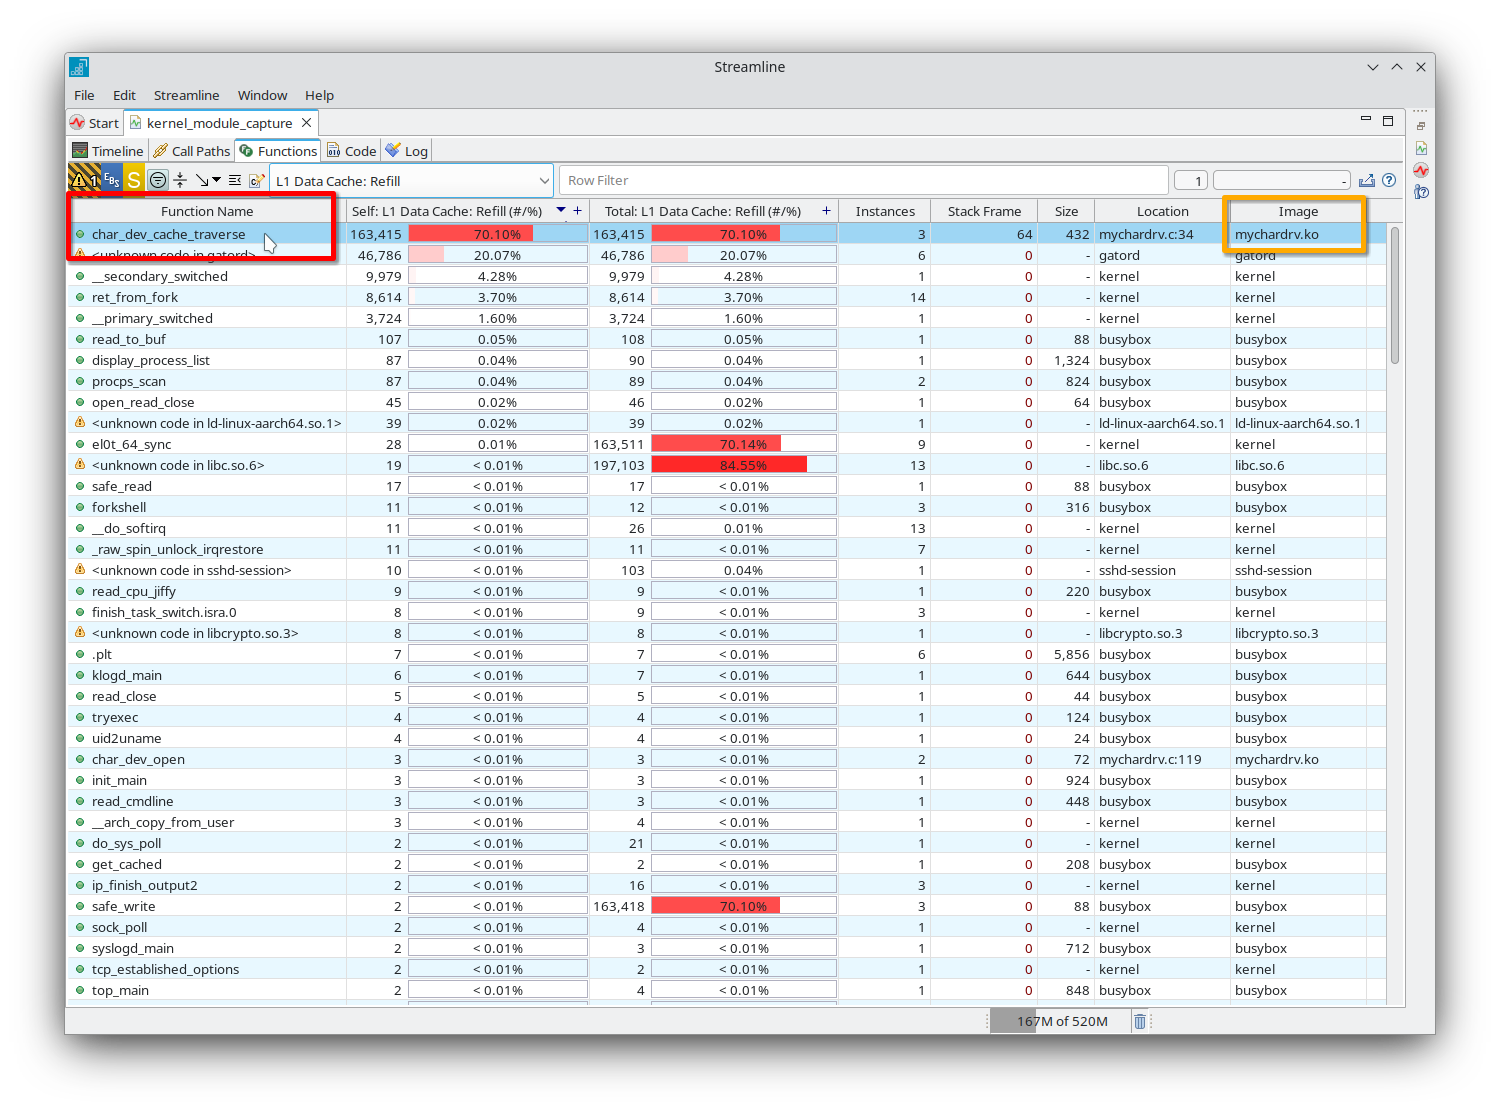 Streamline
File Edit Streamline Window Help
Start kernel_module_capture
Timeline Call Paths Functions Code Log
1 EBS S L1 Data Cache: Refill Row Filter 1 -
Function Name Self: L1 Data Cache: Refill (#/%) + Total: L1 Data Cache: Refill (#/%) + Instances Stack Frame Size Location Image
char_dev_cache_traverse 163,415 70.10% 163,415 70.10% 3 64 432 mychardrv.c:34 mychardrv.ko
<unknown code in gatord> 46,786 20.07% 46,786 20.07% 6 0 - gatord gatord
__secondary_switched 9,979 4.28% 9,979 4.28% 1 0 - kernel kernel
ret_from_fork 8,614 3.70% 8,614 3.70% 14 0 - kernel kernel
__primary_switched 3,724 1.60% 3,724 1.60% 1 0 - kernel kernel
read_to_buf 107 0.05% 108 0.05% 1 0 88 busybox busybox
display_process_list 87 0.04% 90 0.04% 1 0 1,324 busybox busybox
procps_scan 87 0.04% 89 0.04% 2 0 824 busybox busybox
open_read_close 45 0.02% 46 0.02% 1 0 64 busybox busybox
<unknown code in ld-linux-aarch64.so.1> 39 0.02% 39 0.02% 1 0 - ld-linux-aarch64.so.1 ld-linux-aarch64.so.1
el0t_64_sync 28 0.01% 163,511 70.14% 9 0 - kernel kernel
<unknown code in libc.so.6> 19 < 0.01% 197,103 84.55% 13 0 - libc.so.6 libc.so.6
safe_read 17 < 0.01% 17 < 0.01% 1 0 88 busybox busybox
forkshell 11 < 0.01% 12 < 0.01% 3 0 316 busybox busybox
__do_softirq 11 < 0.01% 26 0.01% 13 0 - kernel kernel
_raw_spin_unlock_irqrestore 11 < 0.01% 11 < 0.01% 7 0 - kernel kernel
<unknown code in sshd-session> 10 < 0.01% 103 0.04% 1 0 - sshd-session sshd-session
read_cpu_jiffy 9 < 0.01% 9 < 0.01% 1 0 220 busybox busybox
finish_task_switch.isra.0 8 < 0.01% 9 < 0.01% 3 0 - kernel kernel
<unknown code in libcrypto.so.3> 8 < 0.01% 8 < 0.01% 1 0 - libcrypto.so.3 libcrypto.so.3
.plt 7 < 0.01% 7 < 0.01% 6 0 5,856 busybox busybox
klogd_main 6 < 0.01% 7 < 0.01% 1 0 644 busybox busybox
read_close 5 < 0.01% 5 < 0.01% 1 0 44 busybox busybox
tryexec 4 < 0.01% 4 < 0.01% 1 0 124 busybox busybox
uid2uname 4 < 0.01% 4 < 0.01% 1 0 24 busybox busybox
char_dev_open 3 < 0.01% 3 < 0.01% 2 0 72 mychardrv.c:119 mychardrv.ko
init_main 3 < 0.01% 3 < 0.01% 1 0 924 busybox busybox
read_cmdline 3 < 0.01% 3 < 0.01% 1 0 448 busybox busybox
__arch_copy_from_user 3 < 0.01% 4 < 0.01% 1 0 - kernel kernel
do_sys_poll 2 < 0.01% 21 < 0.01% 1 0 - kernel kernel
get_cached 2 < 0.01% 2 < 0.01% 1 0 208 busybox busybox
ip_finish_output2 2 < 0.01% 16 < 0.01% 3 0 - kernel kernel
safe_write 2 < 0.01% 163,418 70.10% 3 0 88 busybox busybox
sock_poll 2 < 0.01% 4 < 0.01% 1 0 - kernel kernel
syslogd_main 2 < 0.01% 3 < 0.01% 1 0 712 busybox busybox
tcp_established_options 2 < 0.01% 2 < 0.01% 1 0 - kernel kernel
top_main 2 < 0.01% 4 < 0.01% 1 0 848 busybox busybox
167M of 520M